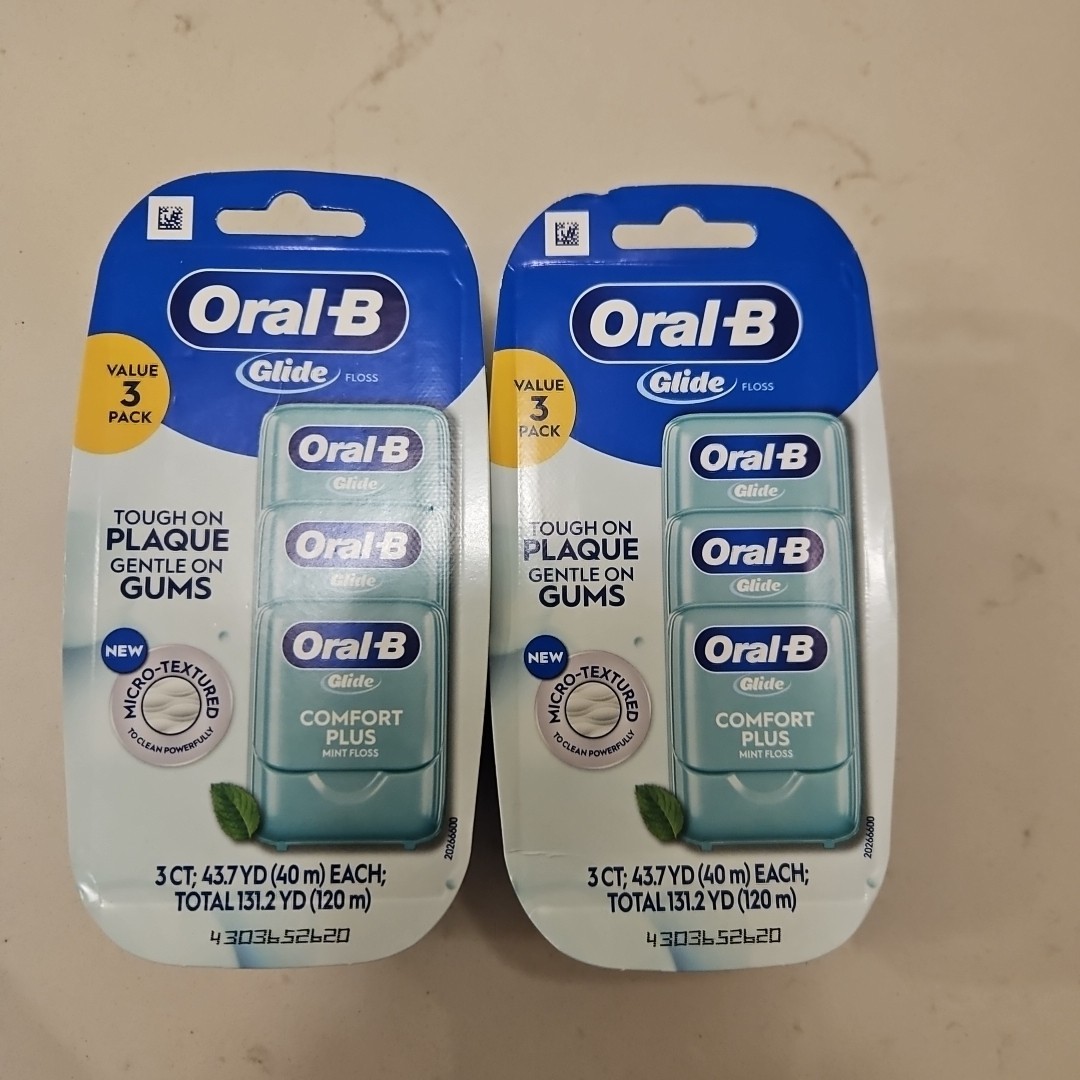 Oral-B
Glide FLOSS
VALUE
3
PACK
Oral-B
Glide
TOUGH ON
PLAQUE
GENTLE ON
GUMS
Oral-B
Glide
NEW
MICRO-TEXTURED
TO CLEAN POWERFULLY
Oral-B
Glide
COMFORT
PLUS
MINT FLOSS
20266600
3 CT; 43.7 YD (40 m) EACH;
TOTAL 131.2 YD (120 m)
4303652620
Oral-B
Glide FLOSS
VALUE
3
PACK
Oral-B
Glide
TOUGH ON
PLAQUE
GENTLE ON
GUMS
Oral-B
Glide
NEW
MICRO-TEXTURED
TO CLEAN POWERFULLY
Oral-B
Glide
COMFORT
PLUS
MINT FLOSS
20266600
3 CT; 43.7 YD (40 m) EACH;
TOTAL 131.2 YD (120 m)
4303652620